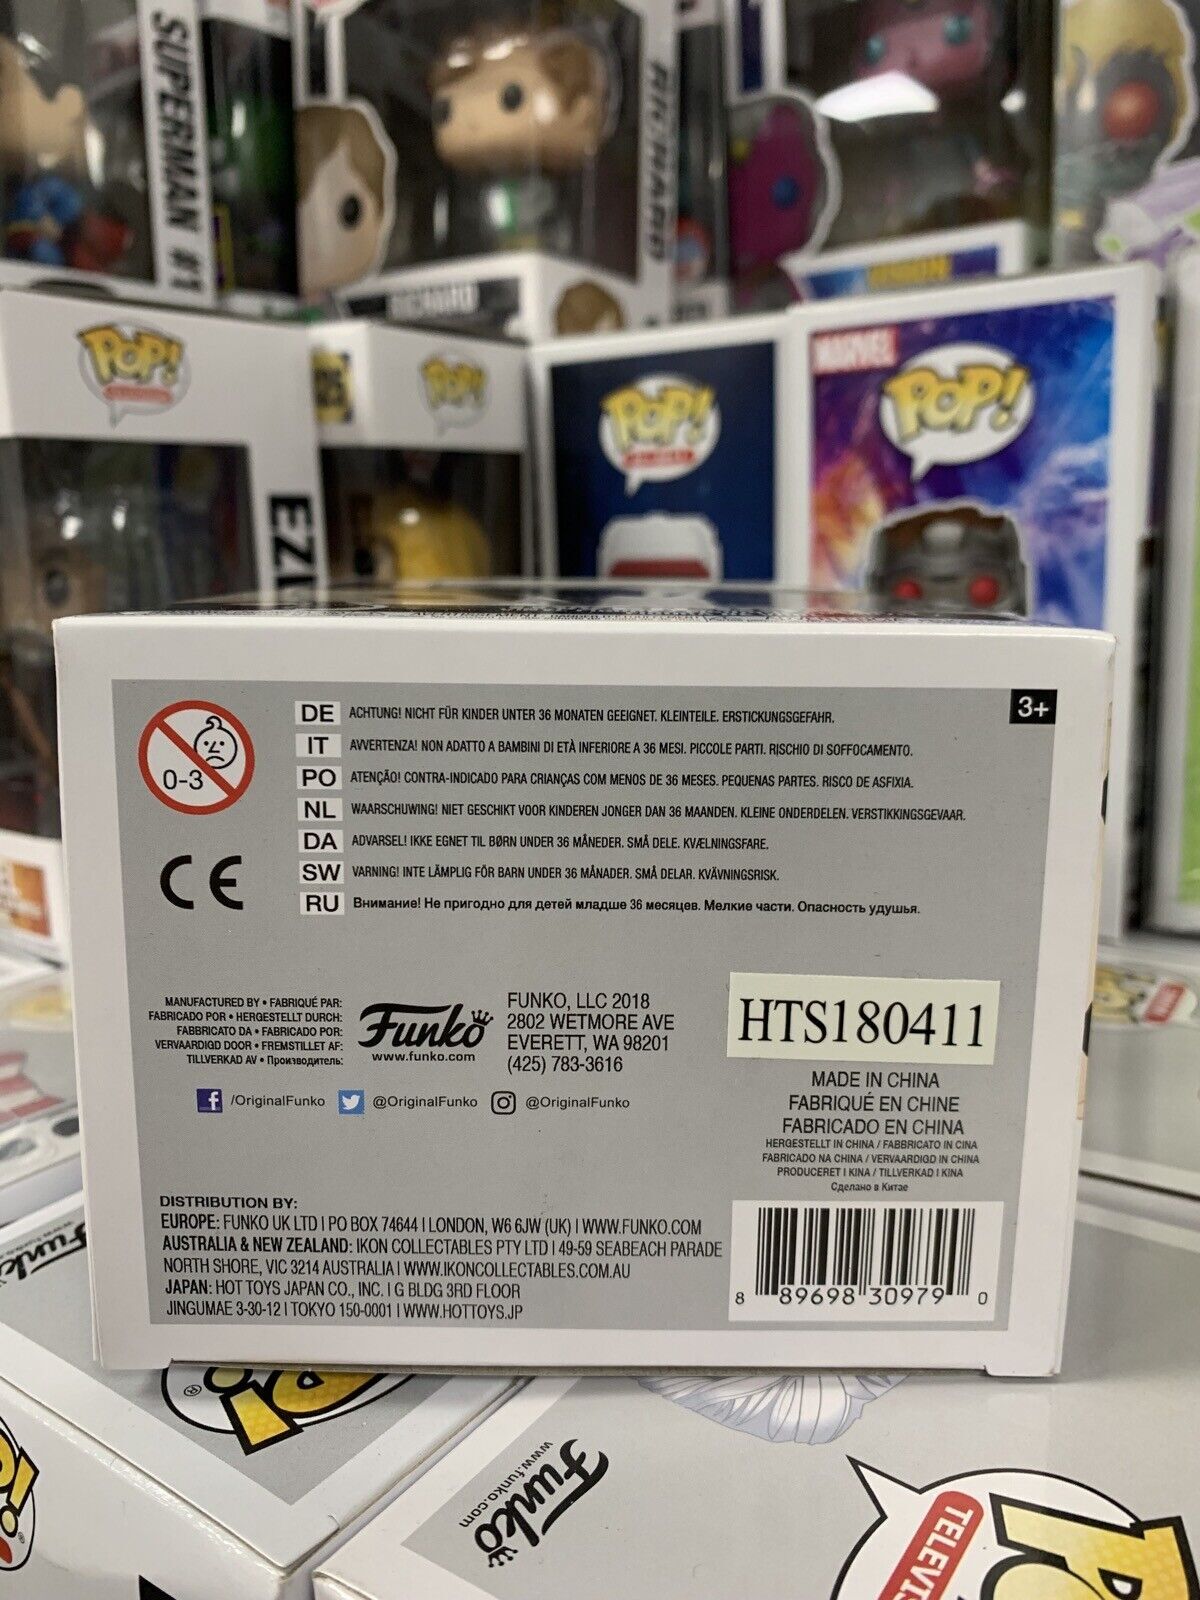 SUPERMAN #1
RICHARD
RICHARD
POP!
POP!
POP!
MARVEL
POP!
3+
0-3
DE ACHTUNG! NICHT FÜR KINDER UNTER 36 MONATEN GEEIGNET. KLEINTEILE. ERSTICKUNGSGEFAHR.
IT AVVERTENZA! NON ADATTO A BAMBINI DI ETÀ INFERIORE A 36 MESI. PICCOLE PARTI. RISCHIO DI SOFFOCAMENTO.
PO ATENÇÃO! CONTRA-INDICADO PARA CRIANÇAS COM MENOS DE 36 MESES. PEQUENAS PARTES. RISCO DE ASFIXIA.
NL WAARSCHUWING! NIET GESCHIKT VOOR KINDEREN JONGER DAN 36 MAANDEN. KLEINE ONDERDELEN. VERSTIKKINGSGEVAAR.
DA ADVARSEL! IKKE EGNET TIL BØRN UNDER 36 MÅNEDER. SMÅ DELE. KVÆLNINGSFARE.
SW VARNING! INTE LÄMPLIG FÖR BARN UNDER 36 MÅNADER. SMÅ DELAR. KVÄVNINGSRISK.
RU Внимание! Не пригодно для детей младше 36 месяцев. Мелкие части. Опасность удушья.
CE
MANUFACTURED BY • FABRIQUÉ PAR:
FABRICADO POR • HERGESTELLT DURCH:
FABBRICATO DA • FABRICADO POR:
VERVAARDIGD DOOR • FREMSTILLET AF:
TILLVERKAD AV • Производитель:
Funko
www.funko.com
FUNKO, LLC 2018
2802 WETMORE AVE
EVERETT, WA 98201
(425) 783-3616
/OriginalFunko @OriginalFunko @OriginalFunko
HTS180411
MADE IN CHINA
FABRIQUÉ EN CHINE
FABRICADO EN CHINA
HERGESTELLT IN CHINA / FABBRICATO IN CINA
FABRICADO NA CHINA / VERVAARDIGD IN CHINA
PRODUCERET I KINA / TILLVERKAD I KINA
Сделано в Китае
DISTRIBUTION BY:
EUROPE: FUNKO UK LTD | PO BOX 74644 | LONDON, W6 6JW (UK) | WWW.FUNKO.COM
AUSTRALIA & NEW ZEALAND: IKON COLLECTABLES PTY LTD | 49-59 SEABEACH PARADE
NORTH SHORE, VIC 3214 AUSTRALIA | WWW.IKONCOLLECTABLES.COM.AU
JAPAN: HOT TOYS JAPAN CO., INC. | G BLDG 3RD FLOOR
JINGUMAE 3-30-12 | TOKYO 150-0001 | WWW.HOTTOYS.JP
8 89698 30979 0
Funko
www.funko.com